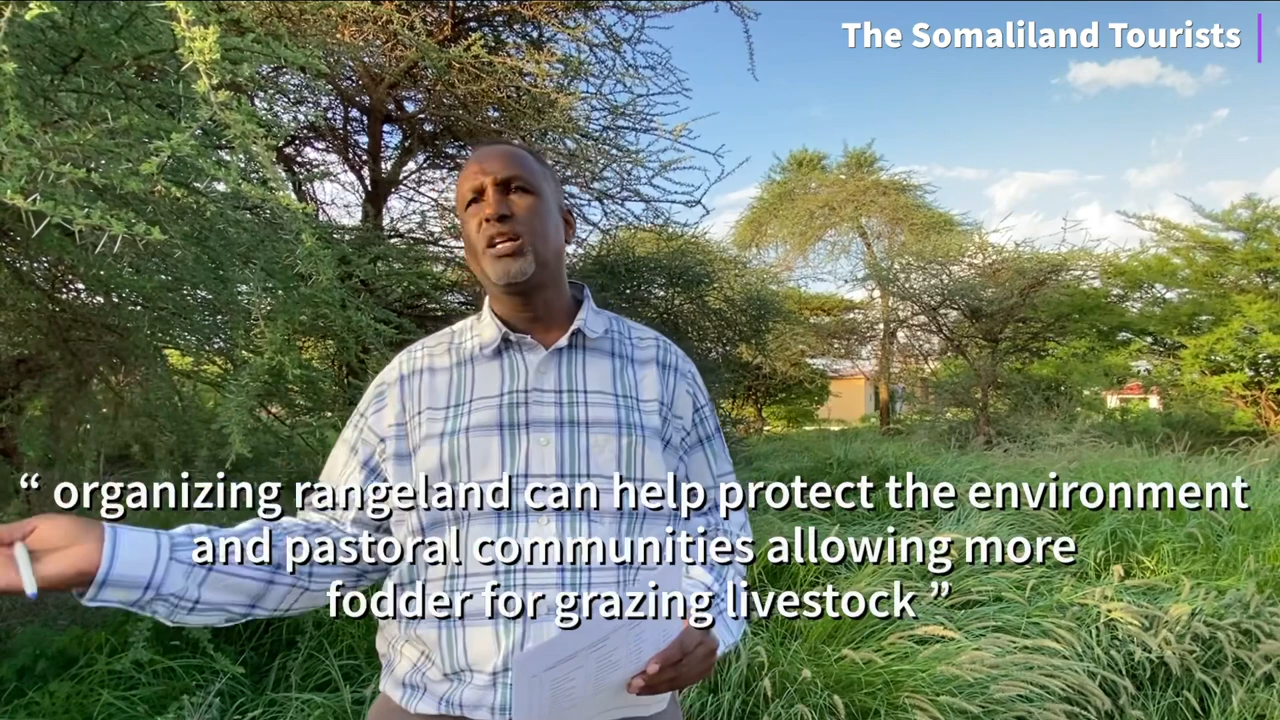 The Somaliland Tourists
“ organizing rangeland can help protect the environment
and pastoral communities allowing more
fodder for grazing livestock ”